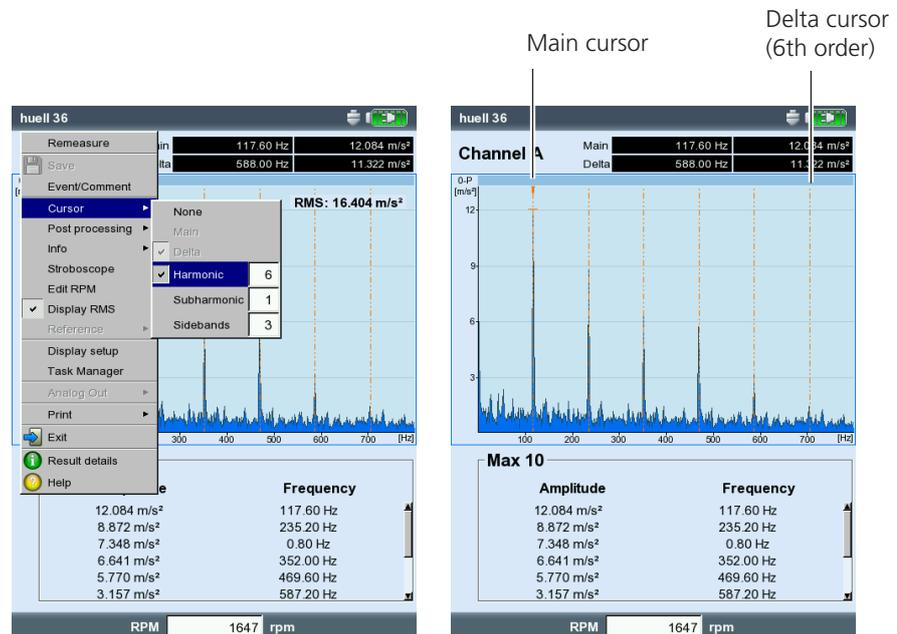 Main cursor
Delta cursor
(6th order)
huell 36
Remeasure
Save
Event/Comment
Cursor
Post processing
Info
Stroboscope
Edit RPM
Display RMS
Reference
Display setup
Task Manager
Analog Out
Print
Exit
Result details
Help
None
Main
Delta
Harmonic 6
Subharmonic 1
Sidebands 3
117.60 Hz 12.084 m/s²
588.00 Hz 11.322 m/s²
RMS: 16.404 m/s²
300 400 500 600 700 [Hz]
Frequency
12.084 m/s² 117.60 Hz
8.872 m/s² 235.20 Hz
7.348 m/s² 0.80 Hz
6.641 m/s² 352.00 Hz
5.770 m/s² 469.60 Hz
3.157 m/s² 587.20 Hz
RPM 1647 rpm
huell 36
Channel A
Main 117.60 Hz 12.084 m/s²
Delta 588.00 Hz 11.322 m/s²
0-P
[m/s²]
12
9
6
3
100 200 300 400 500 600 700 [Hz]
Max 10
Amplitude Frequency
12.084 m/s² 117.60 Hz
8.872 m/s² 235.20 Hz
7.348 m/s² 0.80 Hz
6.641 m/s² 352.00 Hz
5.770 m/s² 469.60 Hz
3.157 m/s² 587.20 Hz
RPM 1647 rpm